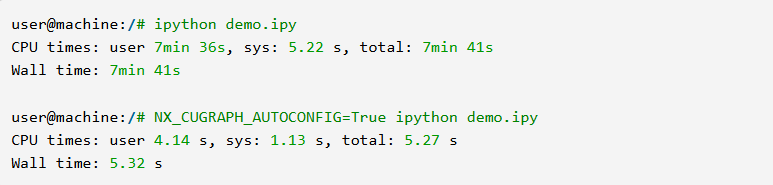 user@machine:/# ipython demo.ipy
CPU times: user 7min 36s, sys: 5.22 s, total: 7min 41s
Wall time: 7min 41s
user@machine:/# NX_CUGRAPH_AUTOCONFIG=True ipython demo.ipy
CPU times: user 4.14 s, sys: 1.13 s, total: 5.27 s
Wall time: 5.32 s